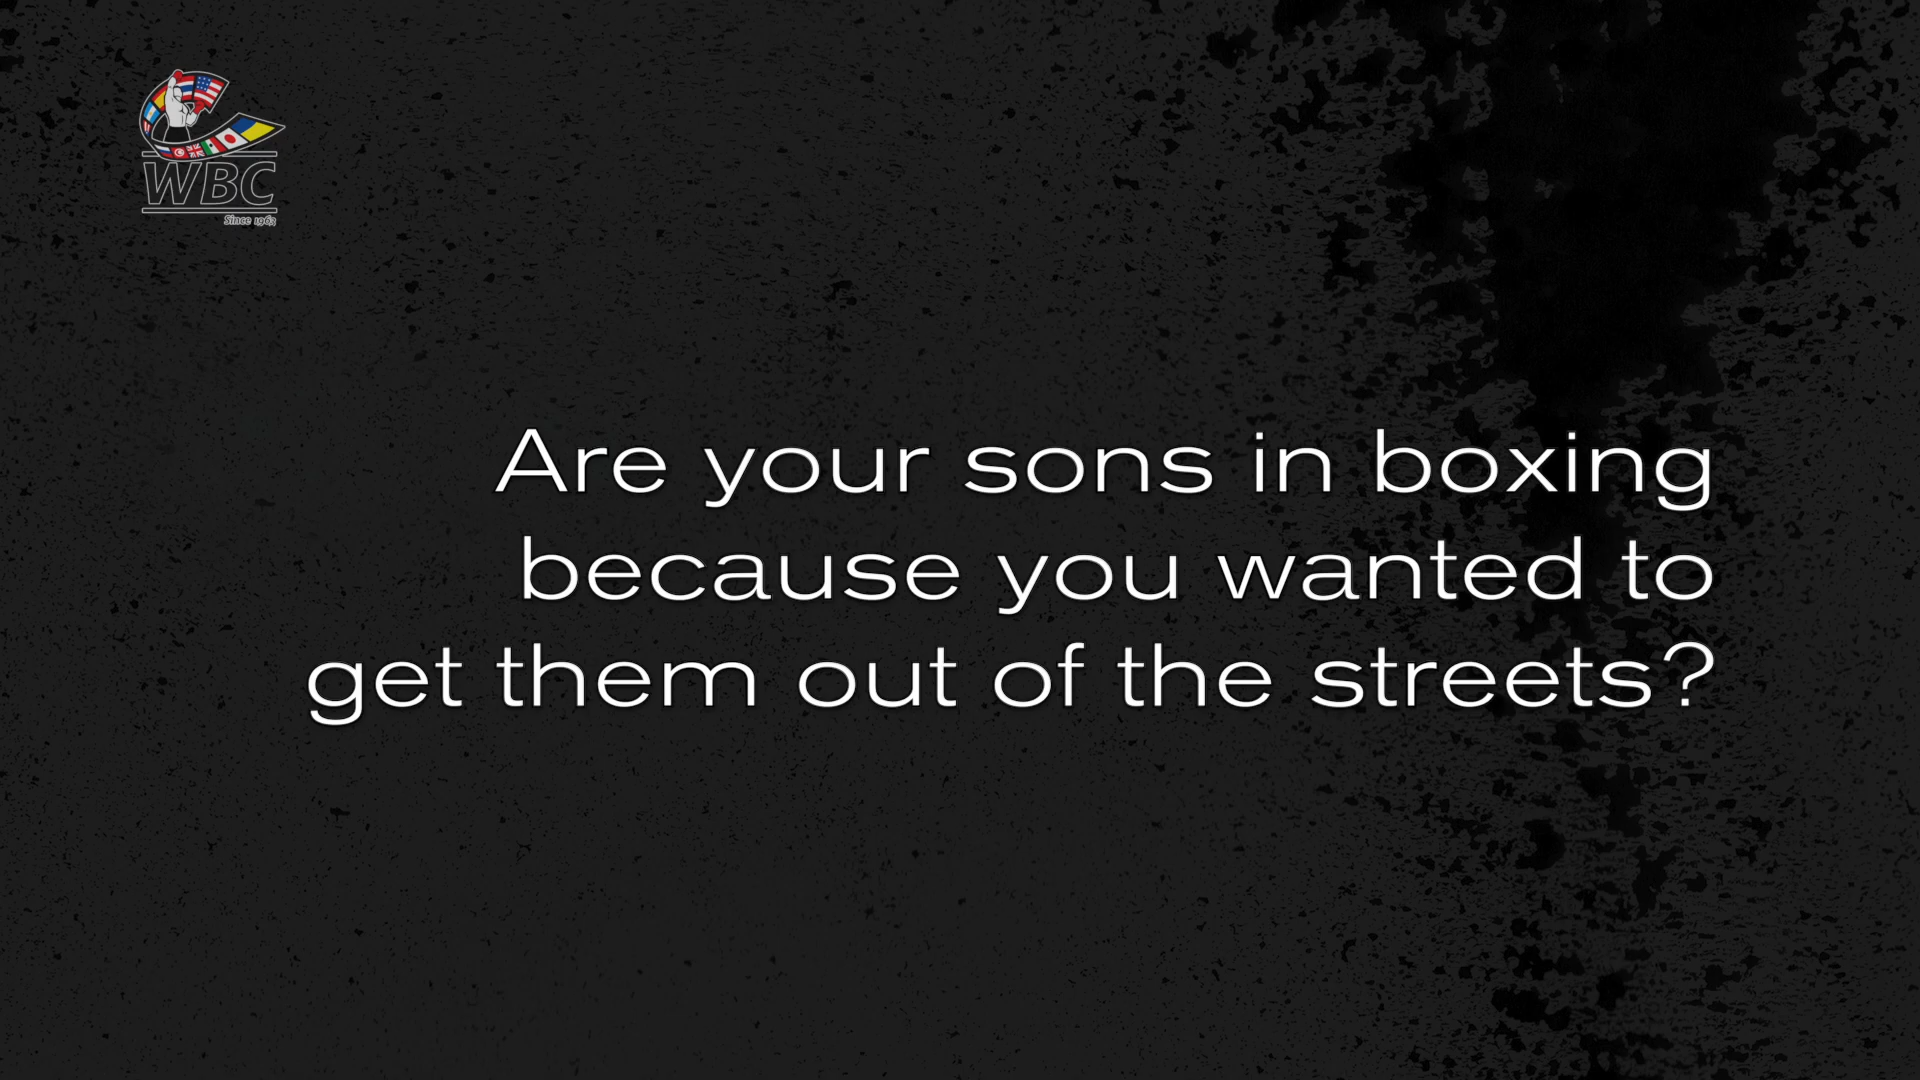 WBC
Since 1963
Are your sons in boxing
because you wanted to
get them out of the streets?